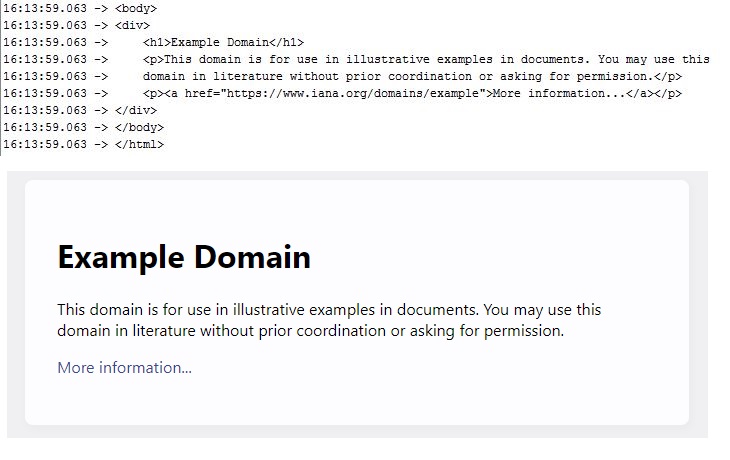 16:13:59.063 -> <body>
16:13:59.063 -> <div>
16:13:59.063 ->     <h1>Example Domain</h1>
16:13:59.063 ->     <p>This domain is for use in illustrative examples in documents. You may use this
16:13:59.063 ->     domain in literature without prior coordination or asking for permission.</p>
16:13:59.063 ->     <p><a href="https://www.iana.org/domains/example">More information...</a></p>
16:13:59.063 -> </div>
16:13:59.063 -> </body>
16:13:59.063 -> </html>
Example Domain
This domain is for use in illustrative examples in documents. You may use this
domain in literature without prior coordination or asking for permission.
More information...